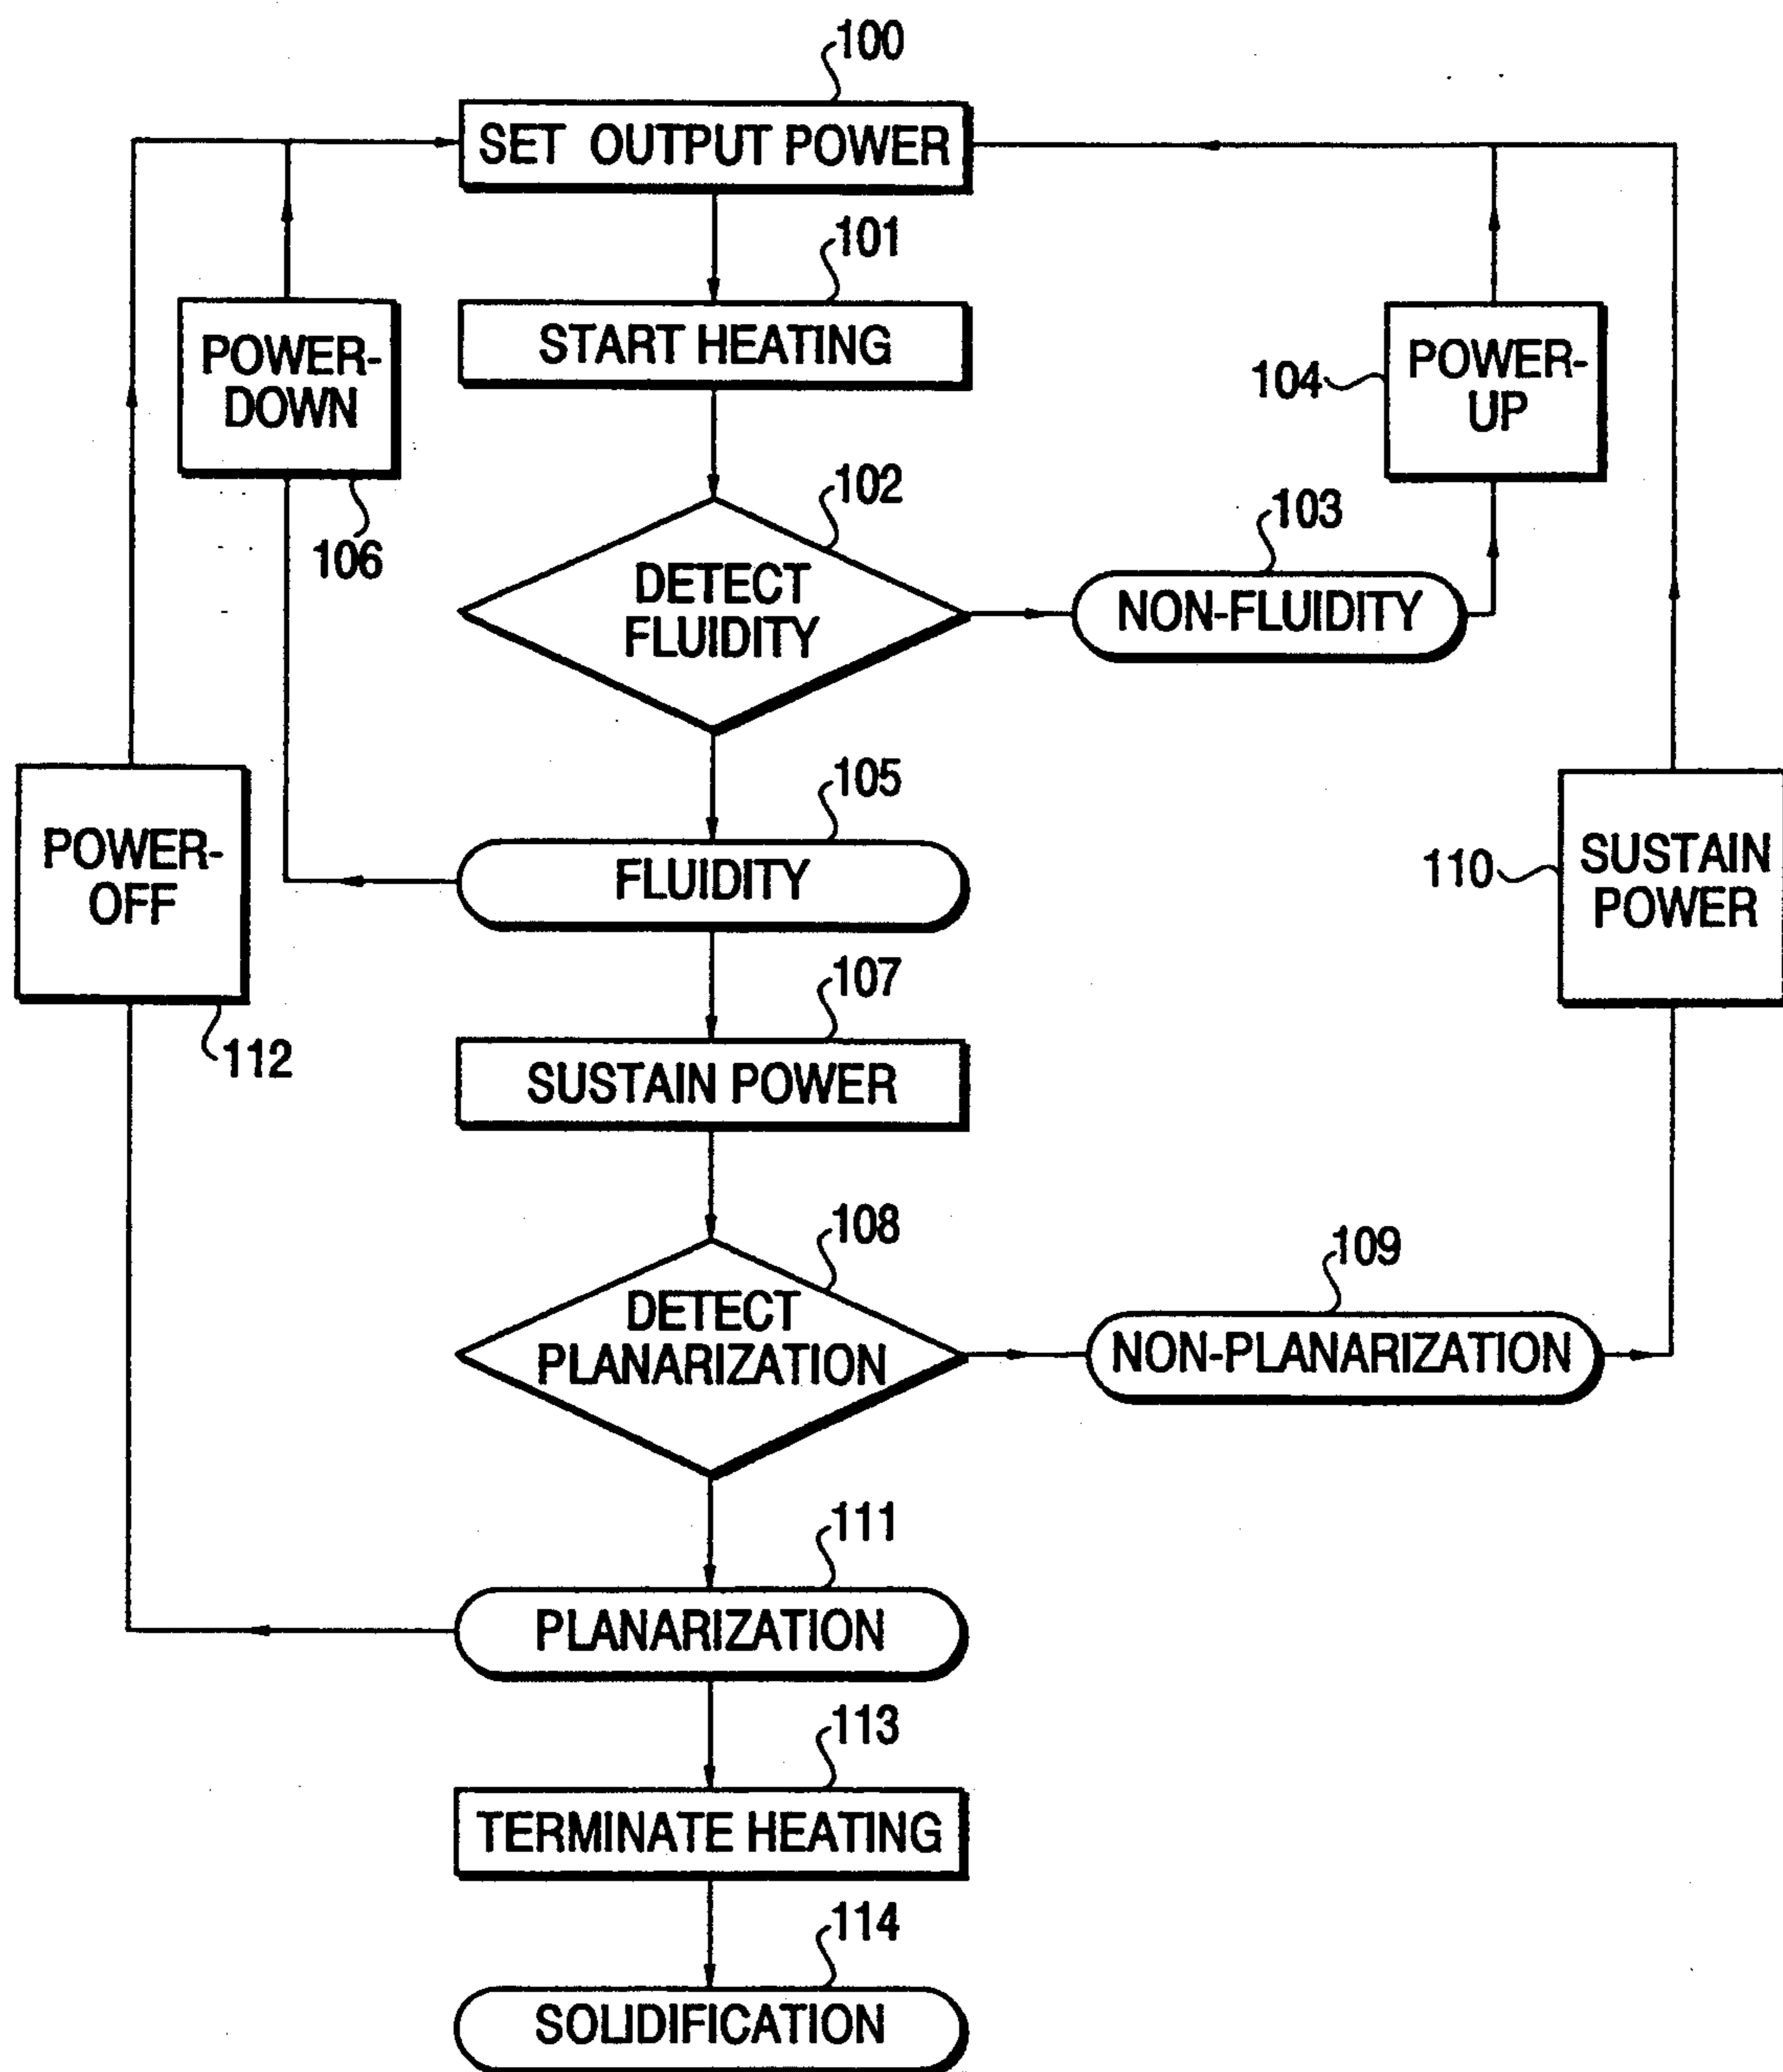 100
SET OUTPUT POWER
101
START HEATING
POWER-
DOWN
106
104
POWER-
UP
102
DETECT
FLUIDITY
103
NON-FLUIDITY
105
FLUIDITY
POWER-
OFF
112
110
SUSTAIN
POWER
107
SUSTAIN POWER
108
DETECT
PLANARIZATION
109
NON-PLANARIZATION
111
PLANARIZATION
113
TERMINATE HEATING
114
SOLIDIFICATION